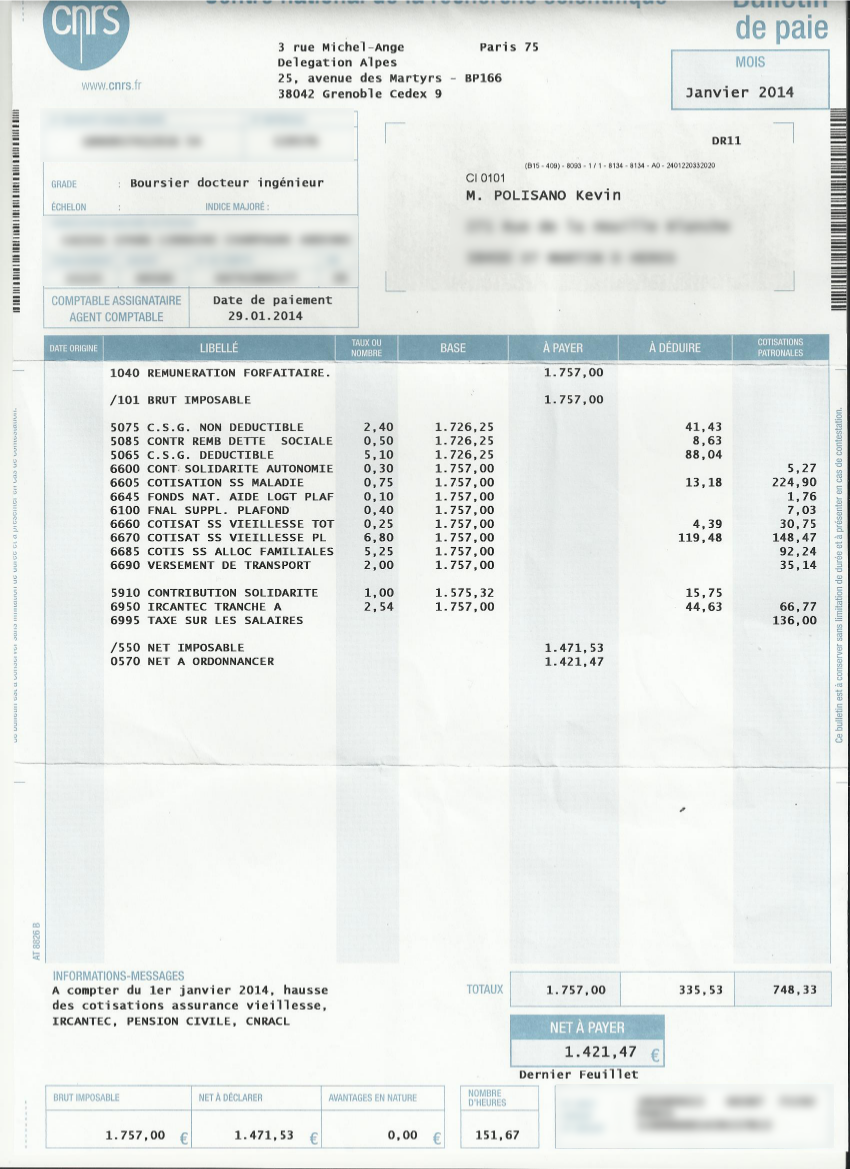 cnrs
Centre national de la recherche scientifique
Bulletin
de paie
www.cnrs.fr
3 rue Michel-Ange Paris 75
Delegation Alpes
25, avenue des Martyrs - BP166
38042 Grenoble Cedex 9
MOIS
Janvier 2014
DR11
(B15 - 409) - 8093 - 1 / 1 - 8134 - 8134 - A0 - 2401220332020
CI 0101
M. POLISANO Kevin
GRADE : Boursier docteur ingénieur
ÉCHELON : INDICE MAJORÉ :
COMPTABLE ASSIGNATAIRE
AGENT COMPTABLE
Date de paiement
29.01.2014
DATE ORIGINE LIBELLÉ TAUX OU NOMBRE BASE À PAYER À DÉDUIRE COTISATIONS PATRONALES
1040 REMUNERATION FORFAITAIRE. 1.757,00
/101 BRUT IMPOSABLE 1.757,00
5075 C.S.G. NON DEDUCTIBLE 2,40 1.726,25 41,43
5085 CONTR REMB DETTE SOCIALE 0,50 1.726,25 8,63
5065 C.S.G. DEDUCTIBLE 5,10 1.726,25 88,04
6600 CONT SOLIDARITE AUTONOMIE 0,30 1.757,00 5,27
6605 COTISATION SS MALADIE 0,75 1.757,00 13,18 224,90
6645 FONDS NAT. AIDE LOGT PLAF 0,10 1.757,00 1,76
6100 FNAL SUPPL. PLAFOND 0,40 1.757,00 7,03
6660 COTISAT SS VIEILLESSE TOT 0,25 1.757,00 4,39 30,75
6670 COTISAT SS VIEILLESSE PL 6,80 1.757,00 119,48 148,47
6685 COTIS SS ALLOC FAMILIALES 5,25 1.757,00 92,24
6690 VERSEMENT DE TRANSPORT 2,00 1.757,00 35,14
5910 CONTRIBUTION SOLIDARITE 1,00 1.575,32 15,75
6950 IRCANTEC TRANCHE A 2,54 1.757,00 44,63 66,77
6995 TAXE SUR LES SALAIRES 136,00
/550 NET IMPOSABLE 1.471,53
0570 NET A ORDONNANCER 1.421,47
Ce bulletin est à conserver sans limitation de durée et à présenter en cas de contestation.
AT 8626 B
INFORMATIONS-MESSAGES
A compter du 1er janvier 2014, hausse
des cotisations assurance vieillesse,
IRCANTEC, PENSION CIVILE, CNRACL
TOTAUX 1.757,00 335,53 748,33
NET À PAYER
1.421,47 €
Dernier Feuillet
BRUT IMPOSABLE NET À DÉCLARER AVANTAGES EN NATURE NOMBRE D'HEURES
1.757,00 € 1.471,53 € 0,00 € 151,67